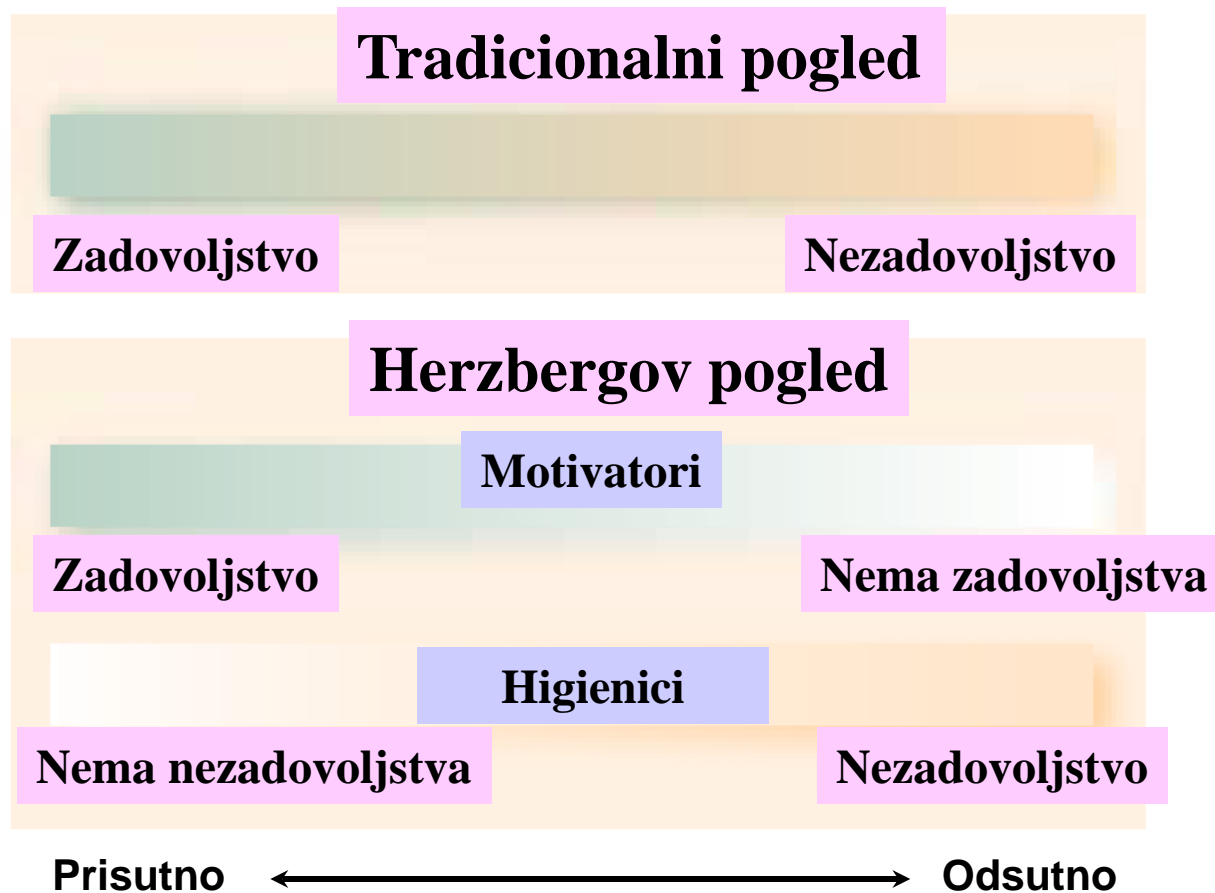 Tradicionalni pogled
Zadovoljstvo Nezadovoljstvo
Herzbergov pogled
Motivatori
Zadovoljstvo Nema zadovoljstva
Higienici
Nema nezadovoljstva Nezadovoljstvo
Prisutno Odsutno